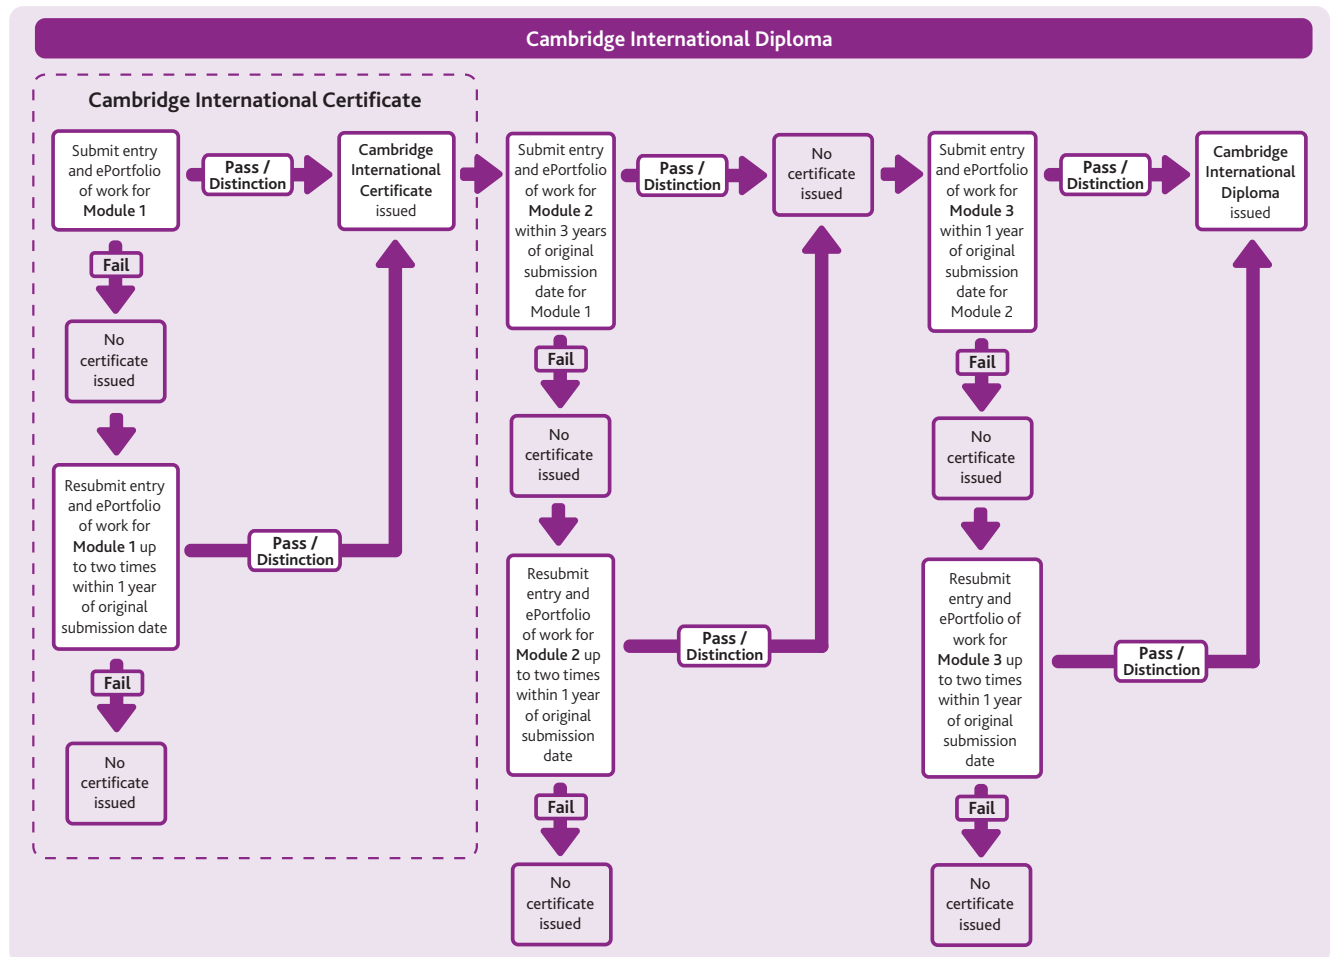 Cambridge International Diploma
Cambridge International Certificate
Submit entry
and ePortfolio
of work for
Module 1
Pass /
Distinction
Cambridge
International
Certificate
issued
Fail
No
certificate
issued
Resubmit entry
and ePortfolio
of work for
Module 1 up
to two times
within 1 year
of original
submission date
Pass /
Distinction
Fail
No
certificate
issued
Submit entry
and ePortfolio
of work for
Module 2
within 3 years
of original
submission
date for
Module 1
Pass /
Distinction
No
certificate
issued
Fail
No
certificate
issued
Resubmit
entry and
ePortfolio
of work for
Module 2 up
to two times
within 1 year
of original
submission
date
Pass /
Distinction
Fail
No
certificate
issued
Submit entry
and ePortfolio
of work for
Module 3
within 1 year
of original
submission
date for
Module 2
Pass /
Distinction
Cambridge
International
Diploma
issued
Fail
No
certificate
issued
Resubmit
entry and
ePortfolio of
work for
Module 3 up
to two times
within 1 year
of original
submission
date
Pass /
Distinction
Fail
No
certificate
issued